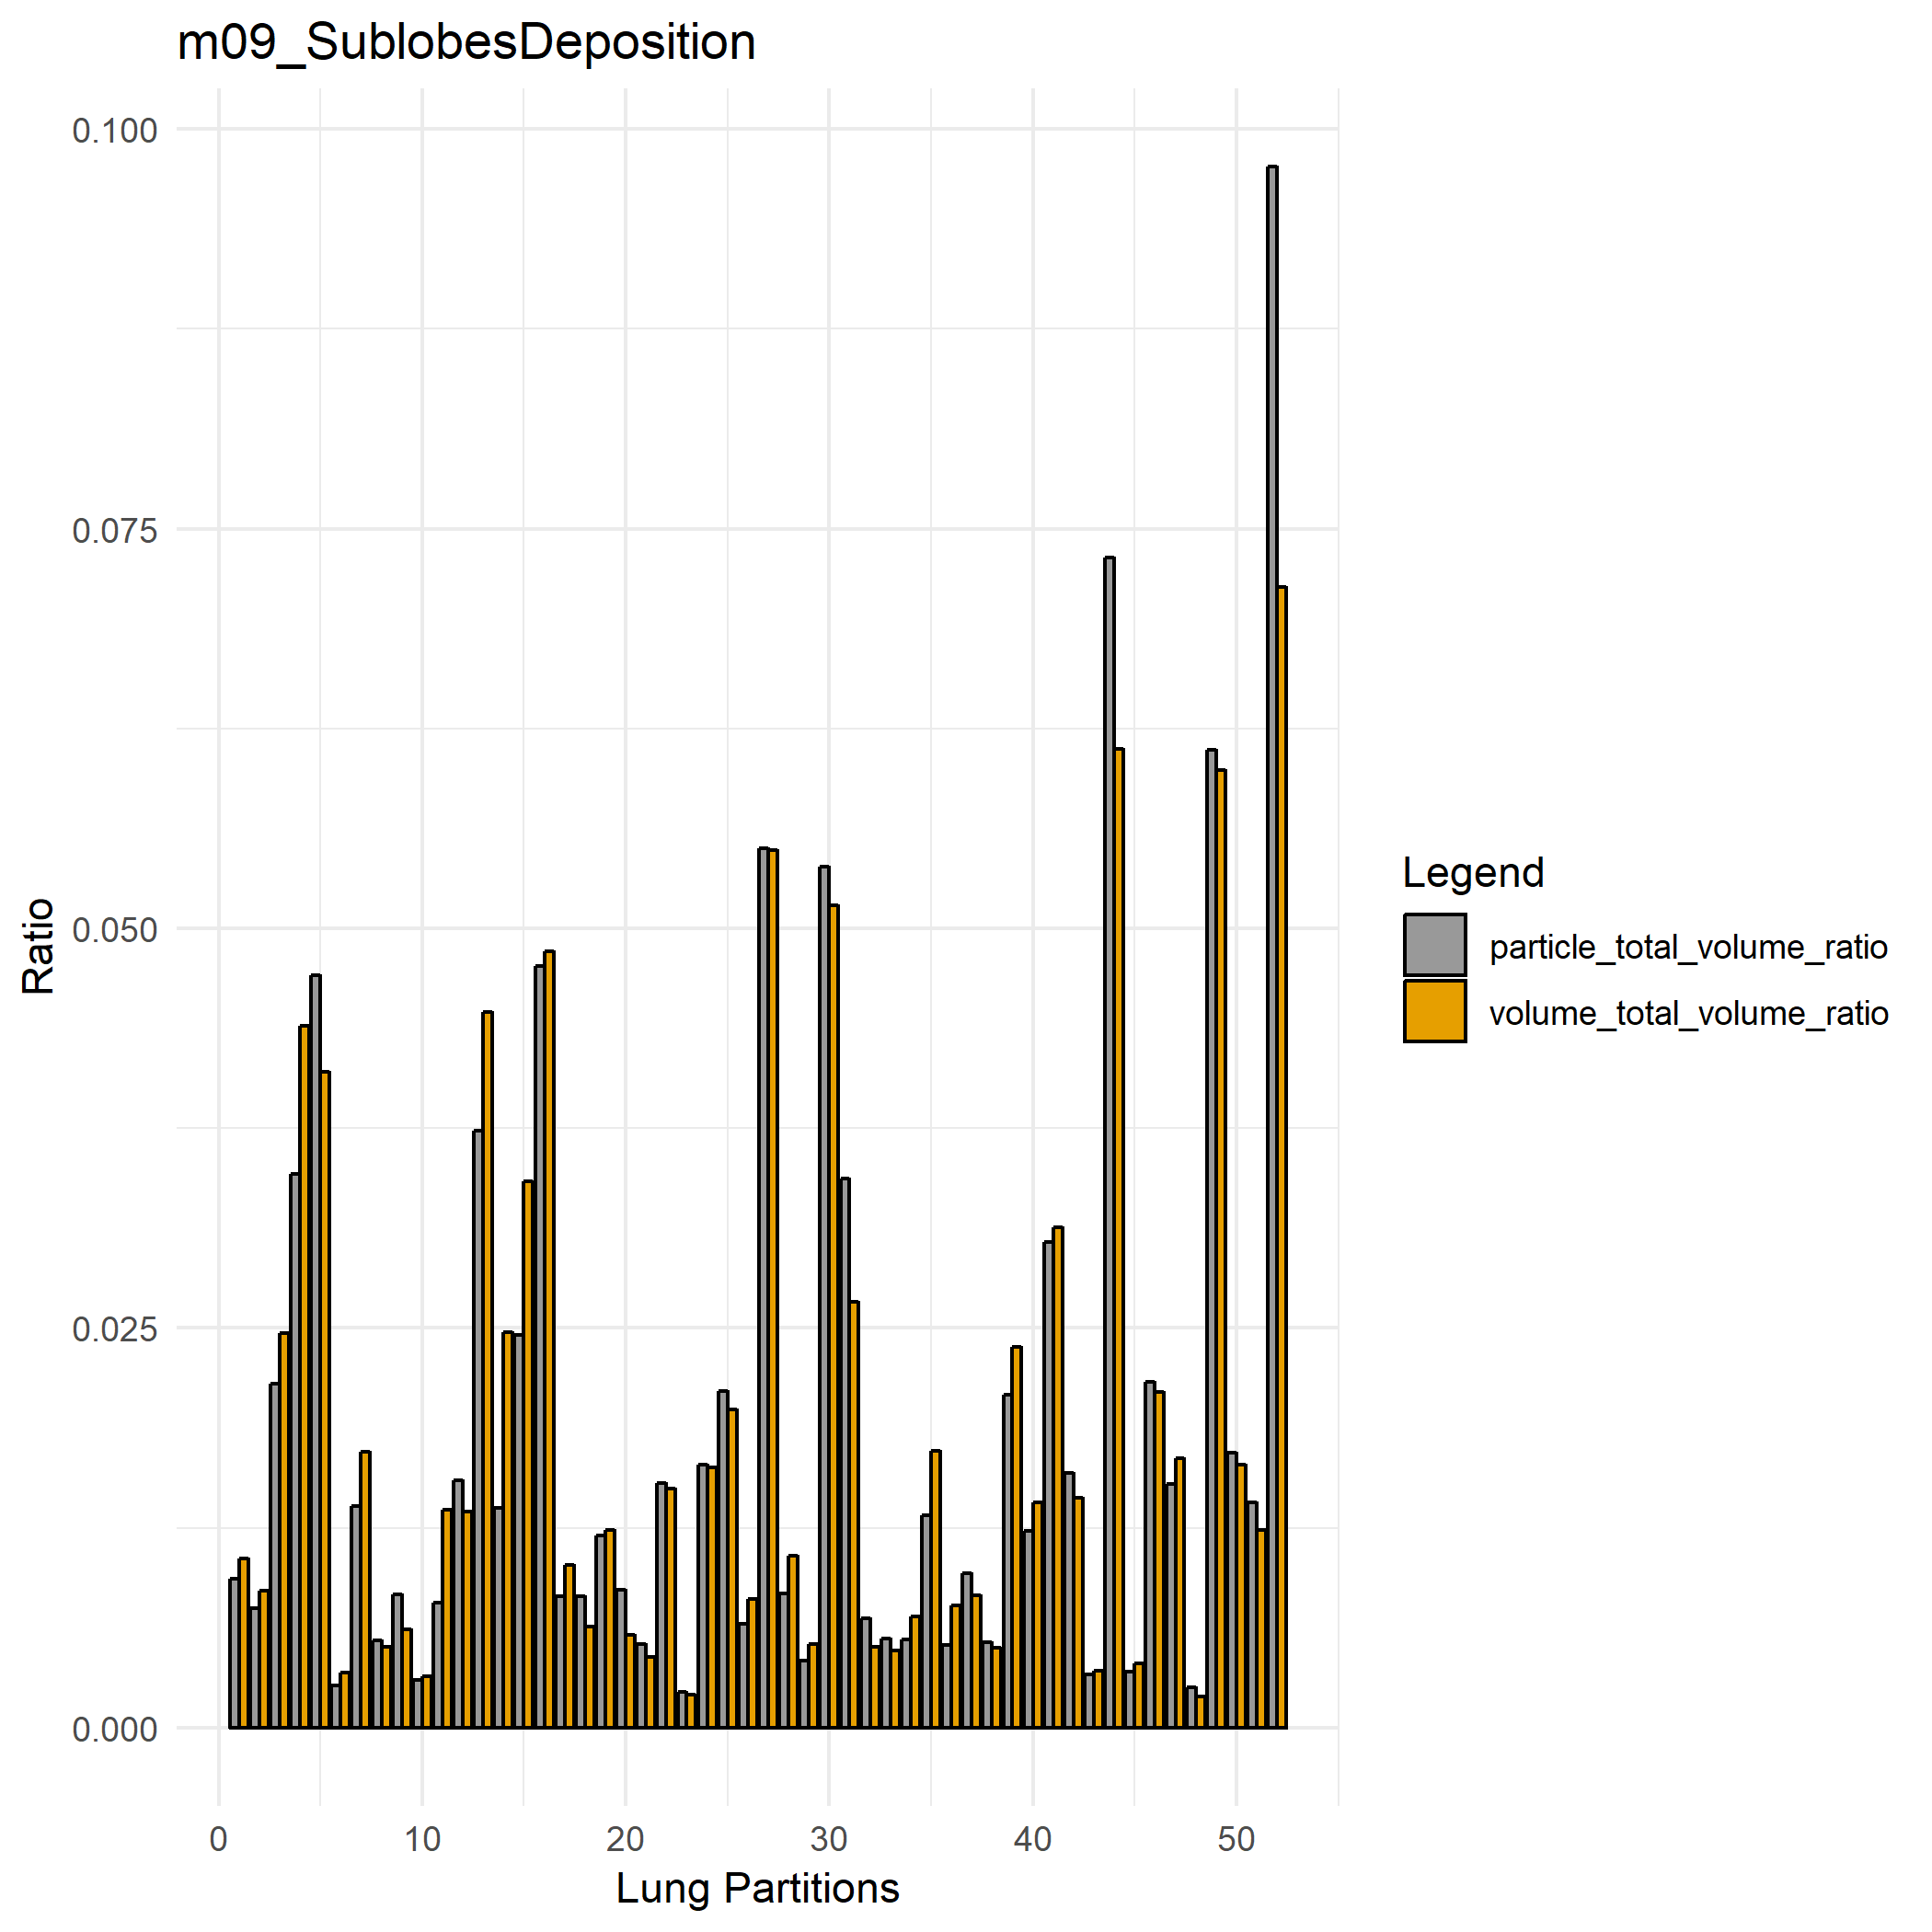 m09_SublobesDeposition
0.100
0.075
0.050
0.025
0.000
Ratio
0 10 20 30 40 50
Lung Partitions
Legend
particle_total_volume_ratio
volume_total_volume_ratio